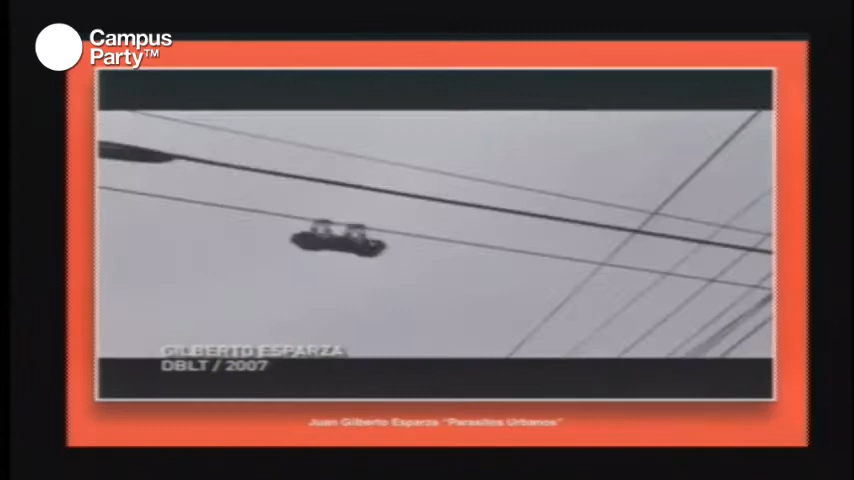 Campus
Party™
GILBERTO ESPARZA
DBLT / 2007
Juan Gilberto Esparza "Parasitos Urbanos"